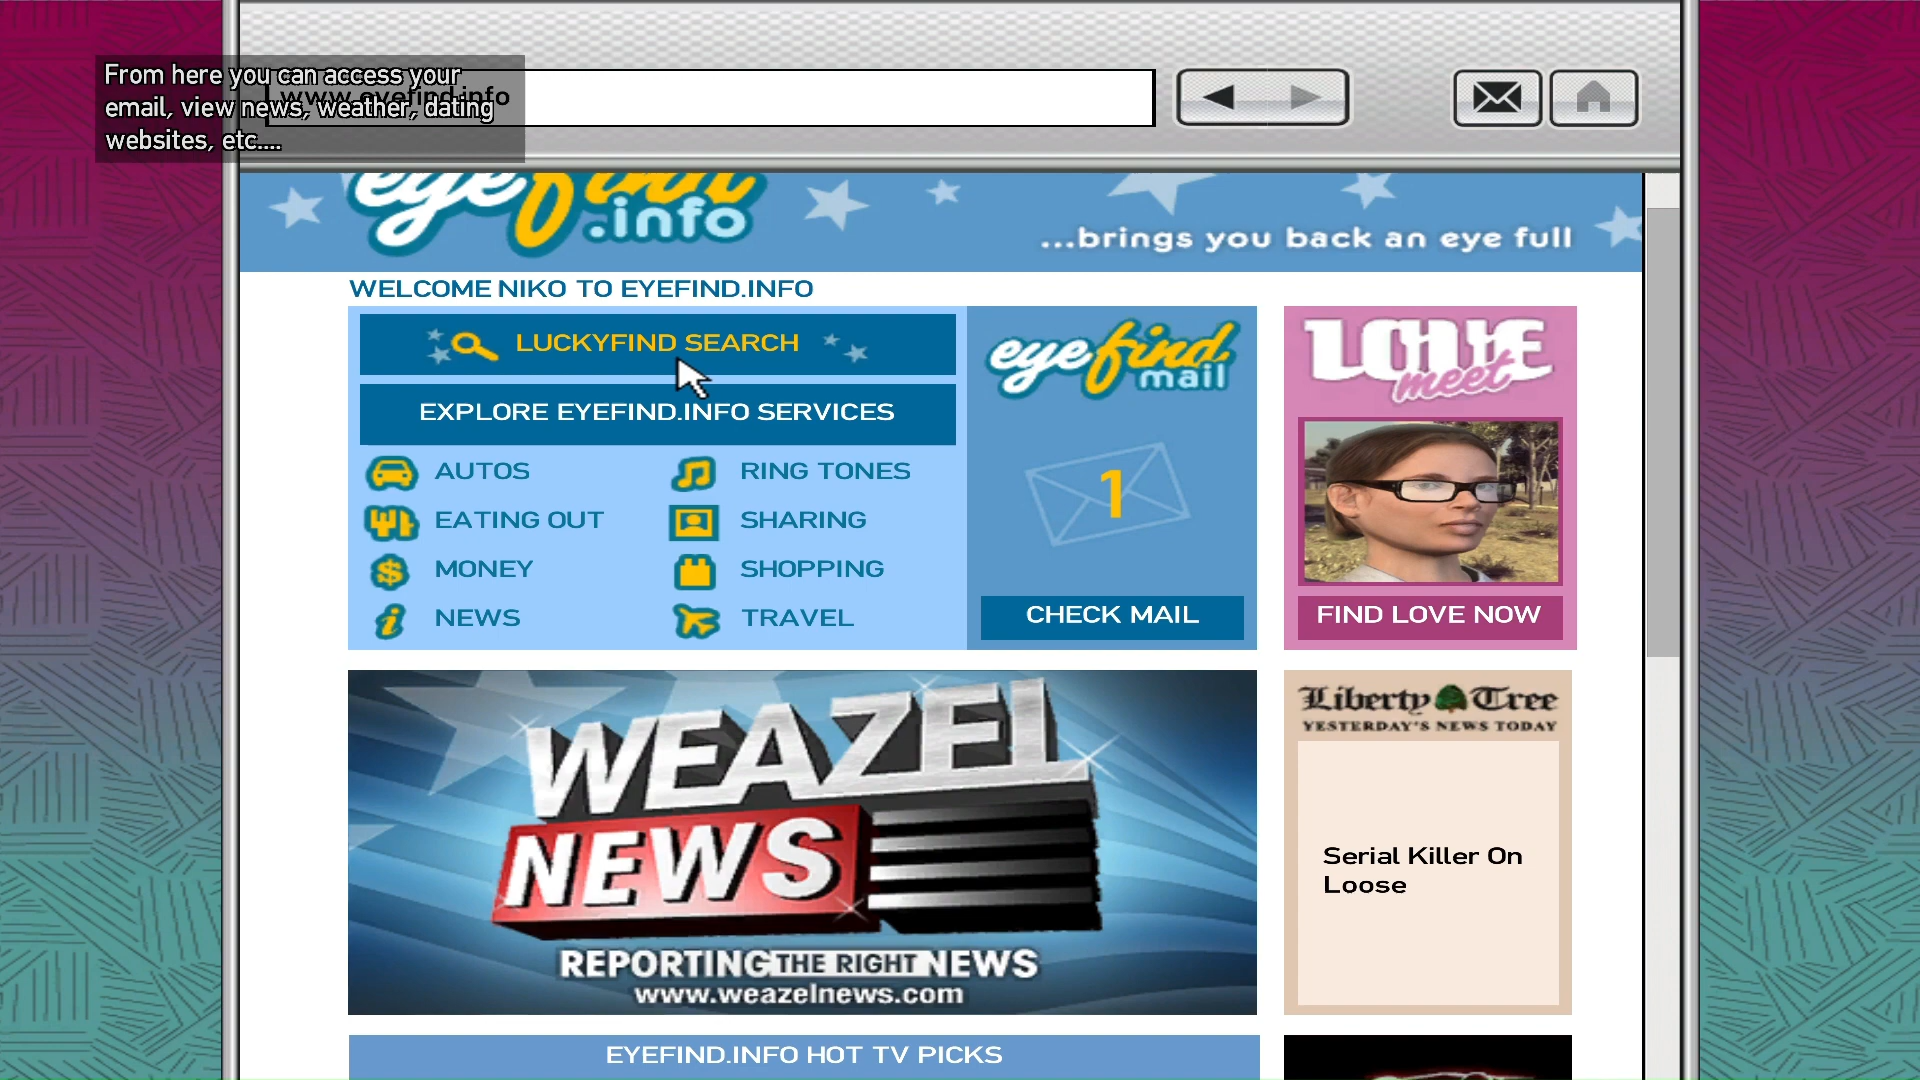 From here you can access your
email, view news, weather, dating
websites, etc....
www.eyefind.info
eyefind
.info
...brings you back an eye full
WELCOME NIKO TO EYEFIND.INFO
LUCKYFIND SEARCH
EXPLORE EYEFIND.INFO SERVICES
AUTOS
RING TONES
EATING OUT
SHARING
MONEY
SHOPPING
NEWS
TRAVEL
eyefind
mail
1
CHECK MAIL
LOVE
meet
FIND LOVE NOW
WEAZEL
NEWS
REPORTING THE RIGHT NEWS
www.weazelnews.com
Liberty Tree
YESTERDAY'S NEWS TODAY
Serial Killer On
Loose
EYEFIND.INFO HOT TV PICKS